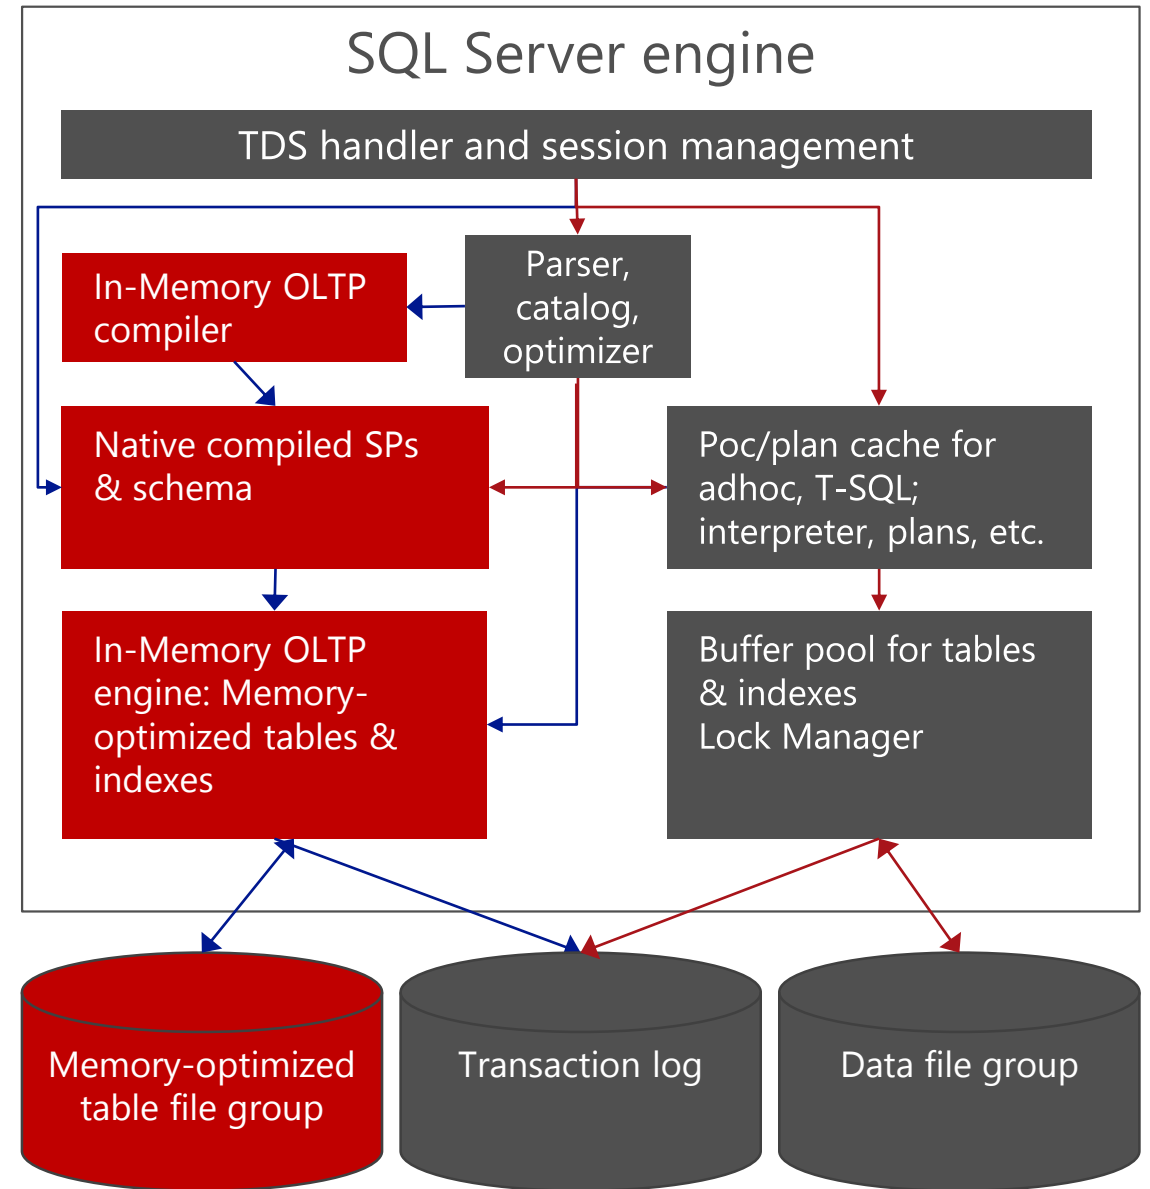 SQL Server engine
TDS handler and session management
Parser,
catalog,
optimizer
In-Memory OLTP
compiler
Native compiled SPs
& schema
Poc/plan cache for
adhoc, T-SQL;
interpreter, plans, etc.
In-Memory OLTP
engine: Memory-
optimized tables &
indexes
Buffer pool for tables
& indexes
Lock Manager
Memory-optimized
table file group
Transaction log
Data file group